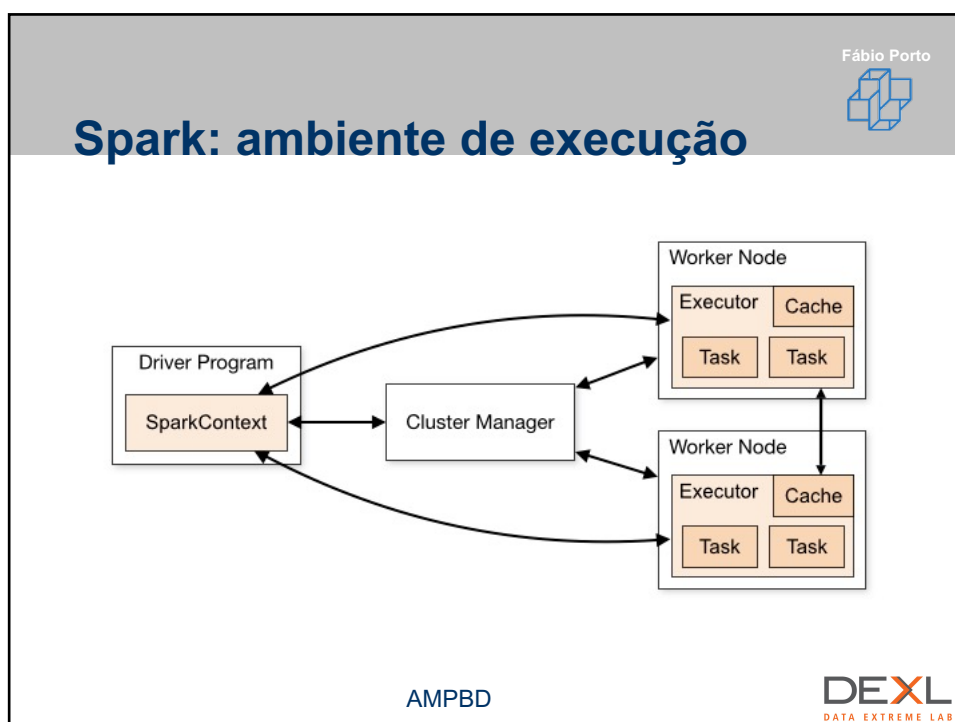 Fábio Porto
Spark: ambiente de execução
Driver Program
SparkContext
Cluster Manager
Worker Node
Executor
Cache
Task
Task
Worker Node
Executor
Cache
Task
Task
AMPBD
DEXL
DATA EXTREME LAB